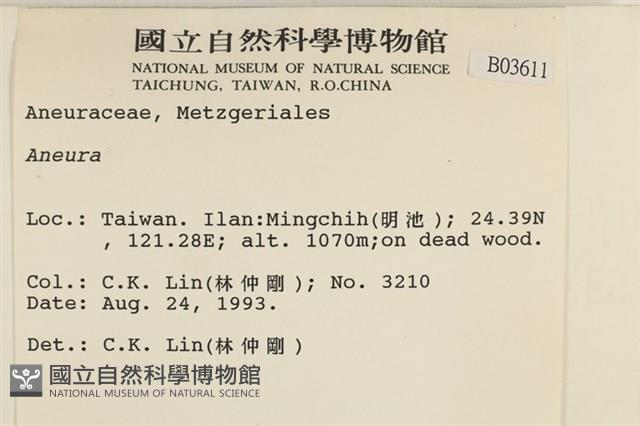 國立自然科學博物館
NATIONAL MUSEUM OF NATURAL SCIENCE
TAICHUNG, TAIWAN, R.O.CHINA
B03611
Aneuraceae, Metzgeriales
Aneura
Loc.: Taiwan. Ilan:Mingchih(明池); 24.39N
, 121.28E; alt. 1070m;on dead wood.
Col.: C.K. Lin(林仲剛); No. 3210
Date: Aug. 24, 1993.
Det.: C.K. Lin(林仲剛)
國立自然科學博物館
NATIONAL MUSEUM OF NATURAL SCIENCE